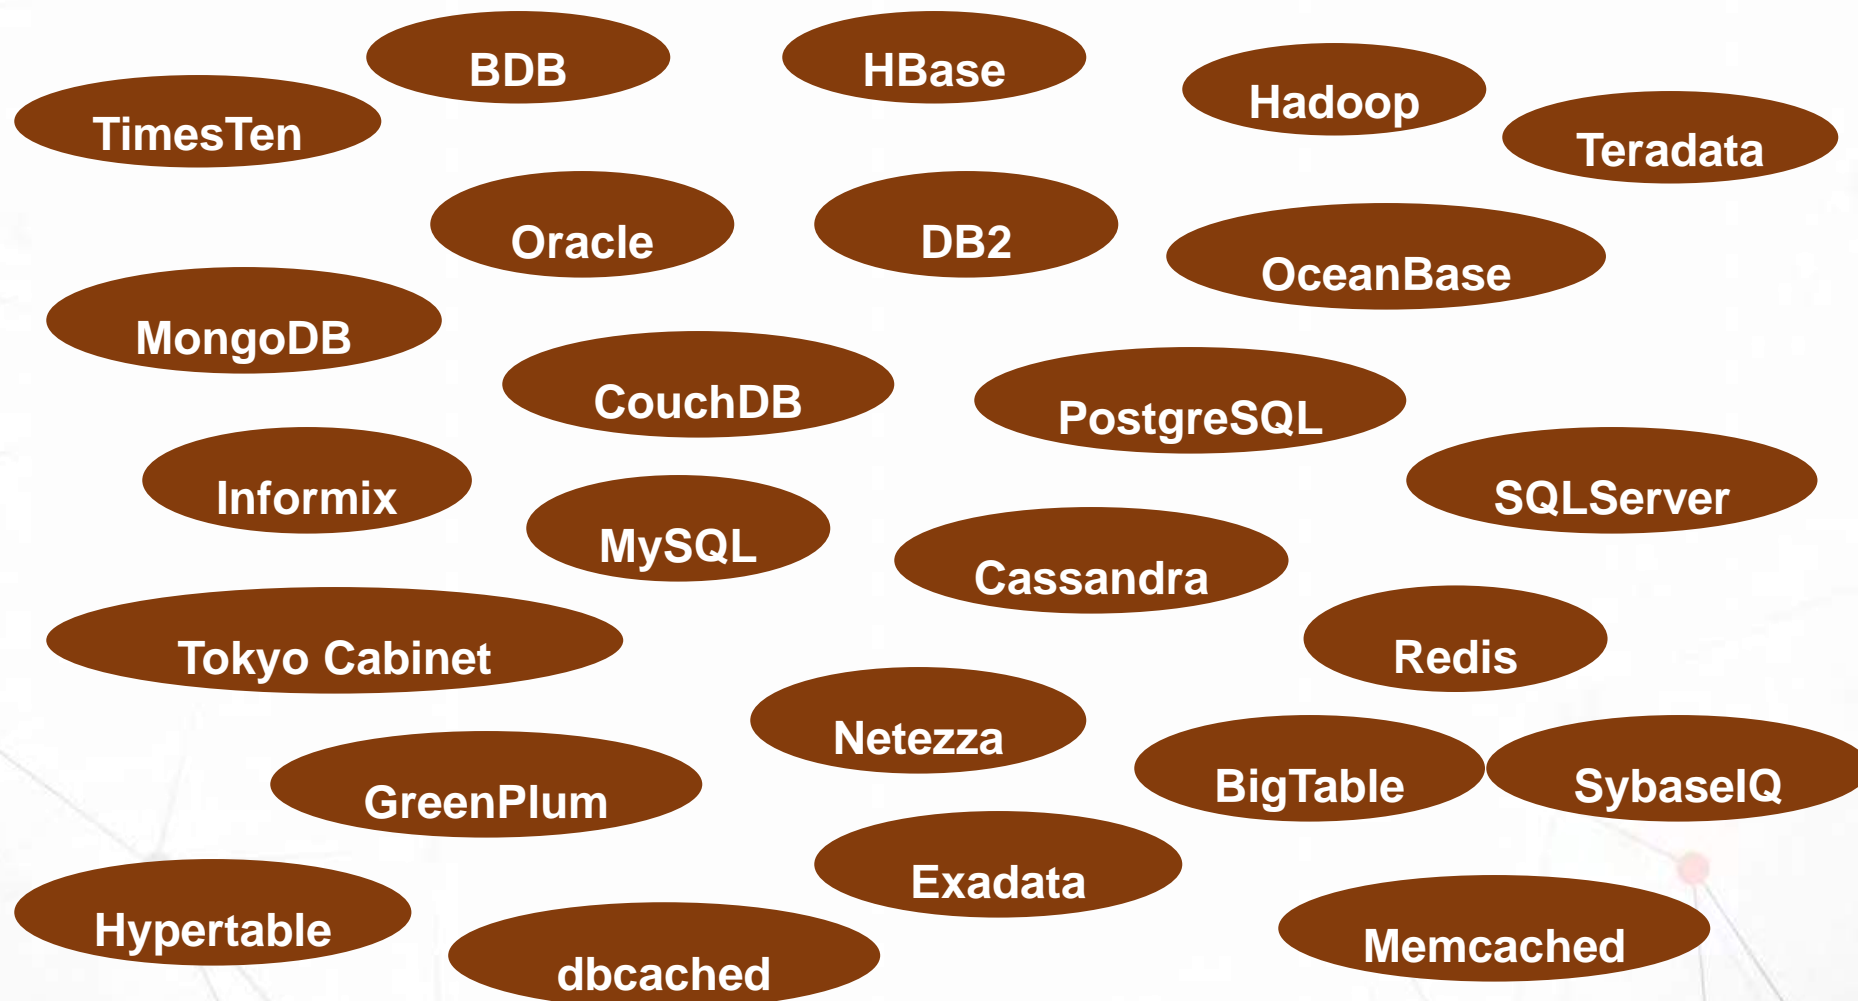 BDB
HBase
Hadoop
TimesTen
Teradata
Oracle
DB2
OceanBase
MongoDB
CouchDB
PostgreSQL
Informix
SQLServer
MySQL
Cassandra
Tokyo Cabinet
Redis
Netezza
BigTable
SybaseIQ
GreenPlum
Exadata
Hypertable
Memcached
dbcached